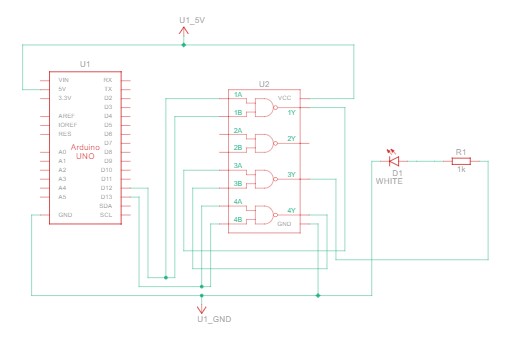 U1_5V
U1
VIN RX
5V TX
3.3V D2
D3
AREF D4
IOREF D5
RES D6
Arduino UNO
D7
A0 D8
A1 D9
A2 D10
A3 D11
A4 D12
A5 D13
SDA
GND SCL
U2
1A VCC
1B 1Y
2A 2Y
2B
3A 3Y
3B
4A 4Y
4B GND
D1
WHITE
R1
1k
U1_GND